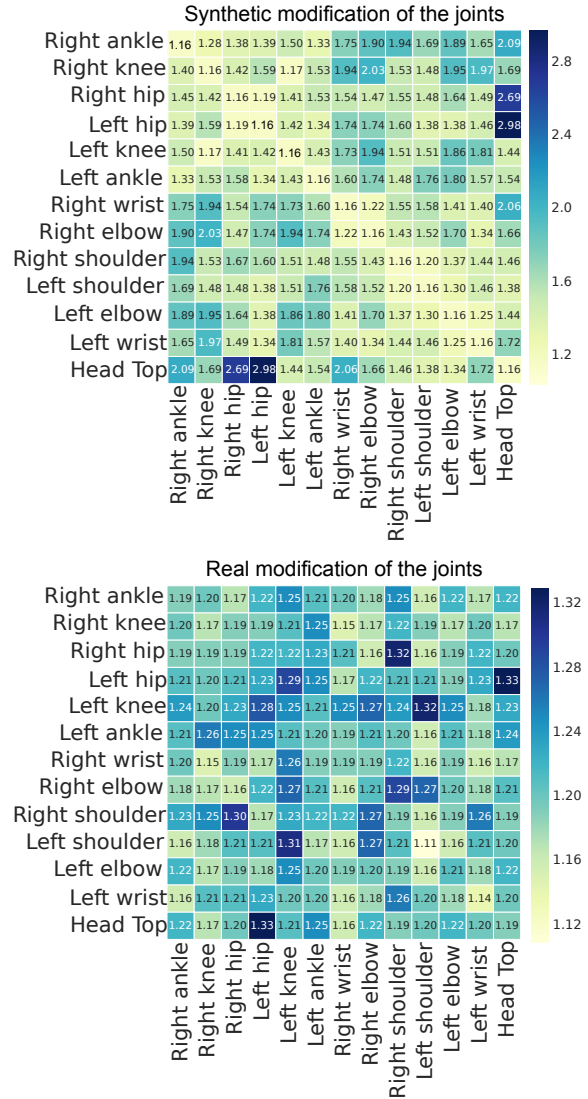 Synthetic modification of the joints
Right ankle 1.16 1.28 1.38 1.39 1.50 1.33 1.75 1.90 1.94 1.69 1.89 1.65 2.09
Right knee 1.40 1.16 1.42 1.59 1.17 1.53 1.94 2.03 1.53 1.48 1.95 1.97 1.69
Right hip 1.45 1.42 1.16 1.19 1.41 1.53 1.54 1.47 1.55 1.48 1.64 1.49 2.69
Left hip 1.39 1.59 1.19 1.16 1.42 1.34 1.74 1.74 1.60 1.38 1.38 1.46 2.98
Left knee 1.50 1.17 1.41 1.42 1.16 1.43 1.73 1.94 1.51 1.51 1.86 1.81 1.44
Left ankle 1.33 1.53 1.58 1.34 1.43 1.16 1.60 1.74 1.48 1.76 1.80 1.57 1.54
Right wrist 1.75 1.94 1.54 1.74 1.73 1.60 1.16 1.22 1.55 1.58 1.41 1.40 2.06
Right elbow 1.90 2.03 1.47 1.74 1.94 1.74 1.22 1.16 1.43 1.52 1.70 1.34 1.66
Right shoulder 1.94 1.53 1.67 1.60 1.51 1.48 1.55 1.43 1.16 1.20 1.37 1.44 1.46
Left shoulder 1.69 1.48 1.48 1.38 1.51 1.76 1.58 1.52 1.20 1.16 1.30 1.46 1.38
Left elbow 1.89 1.95 1.64 1.38 1.86 1.80 1.41 1.70 1.37 1.30 1.16 1.25 1.44
Left wrist 1.65 1.97 1.49 1.34 1.81 1.57 1.40 1.34 1.44 1.46 1.25 1.16 1.72
Head Top 2.09 1.69 2.69 2.98 1.44 1.54 2.06 1.66 1.46 1.38 1.34 1.72 1.16
Right ankle
Right knee
Right hip
Left hip
Left knee
Left ankle
Right wrist
Right elbow
Right shoulder
Left shoulder
Left elbow
Left wrist
Head Top
2.8
2.4
2.0
1.6
1.2
Real modification of the joints
Right ankle 1.19 1.20 1.17 1.22 1.25 1.21 1.20 1.18 1.25 1.16 1.22 1.17 1.22
Right knee 1.20 1.17 1.19 1.19 1.21 1.25 1.15 1.17 1.22 1.19 1.17 1.20 1.17
Right hip 1.19 1.19 1.19 1.22 1.22 1.23 1.21 1.16 1.32 1.16 1.19 1.22 1.20
Left hip 1.21 1.20 1.21 1.23 1.29 1.25 1.17 1.22 1.21 1.21 1.19 1.23 1.33
Left knee 1.24 1.20 1.23 1.28 1.25 1.21 1.25 1.27 1.24 1.32 1.25 1.18 1.23
Left ankle 1.21 1.26 1.25 1.25 1.21 1.19 1.21 1.20 1.21 1.16 1.21 1.18 1.24
Right wrist 1.20 1.15 1.19 1.17 1.26 1.19 1.19 1.19 1.22 1.16 1.19 1.16 1.17
Right elbow 1.18 1.17 1.16 1.22 1.27 1.21 1.16 1.21 1.29 1.27 1.20 1.18 1.21
Right shoulder 1.23 1.25 1.30 1.17 1.23 1.22 1.22 1.27 1.19 1.16 1.19 1.26 1.19
Left shoulder 1.16 1.18 1.21 1.21 1.31 1.17 1.16 1.27 1.21 1.11 1.16 1.21 1.20
Left elbow 1.22 1.17 1.20 1.18 1.25 1.20 1.19 1.20 1.19 1.16 1.21 1.18 1.22
Left wrist 1.16 1.21 1.21 1.23 1.20 1.20 1.16 1.18 1.26 1.20 1.18 1.14 1.20
Head Top 1.22 1.17 1.20 1.33 1.21 1.25 1.16 1.22 1.19 1.20 1.22 1.20 1.19
Right ankle
Right knee
Right hip
Left hip
Left knee
Left ankle
Right wrist
Right elbow
Right shoulder
Left shoulder
Left elbow
Left wrist
Head Top
1.32
1.28
1.24
1.20
1.16
1.12